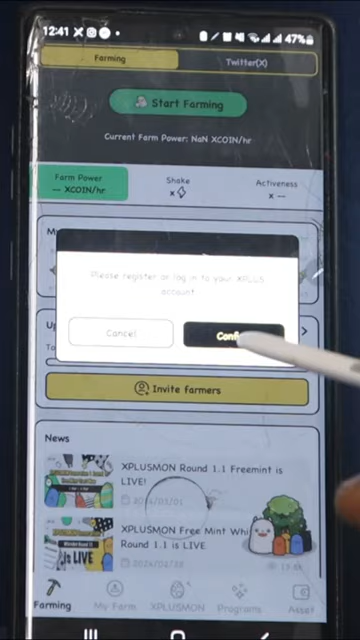 12:41
47%
Farming
Twitter(X)
Start Farming
Current Farm Power: NaN XCOIN/hr
Farm Power
-- XCOIN/hr
Shake
x
Activeness
x --
Please register or log in to your XPLUS
account
Cancel
Invite farmers
News
XPLUSMON Round 1.1 Freemint is
LIVE!
XPLUSMON Free Mint
Round 1.1 is LIVE
Farming
My Farm
XPLUSMON
Programs
Asset